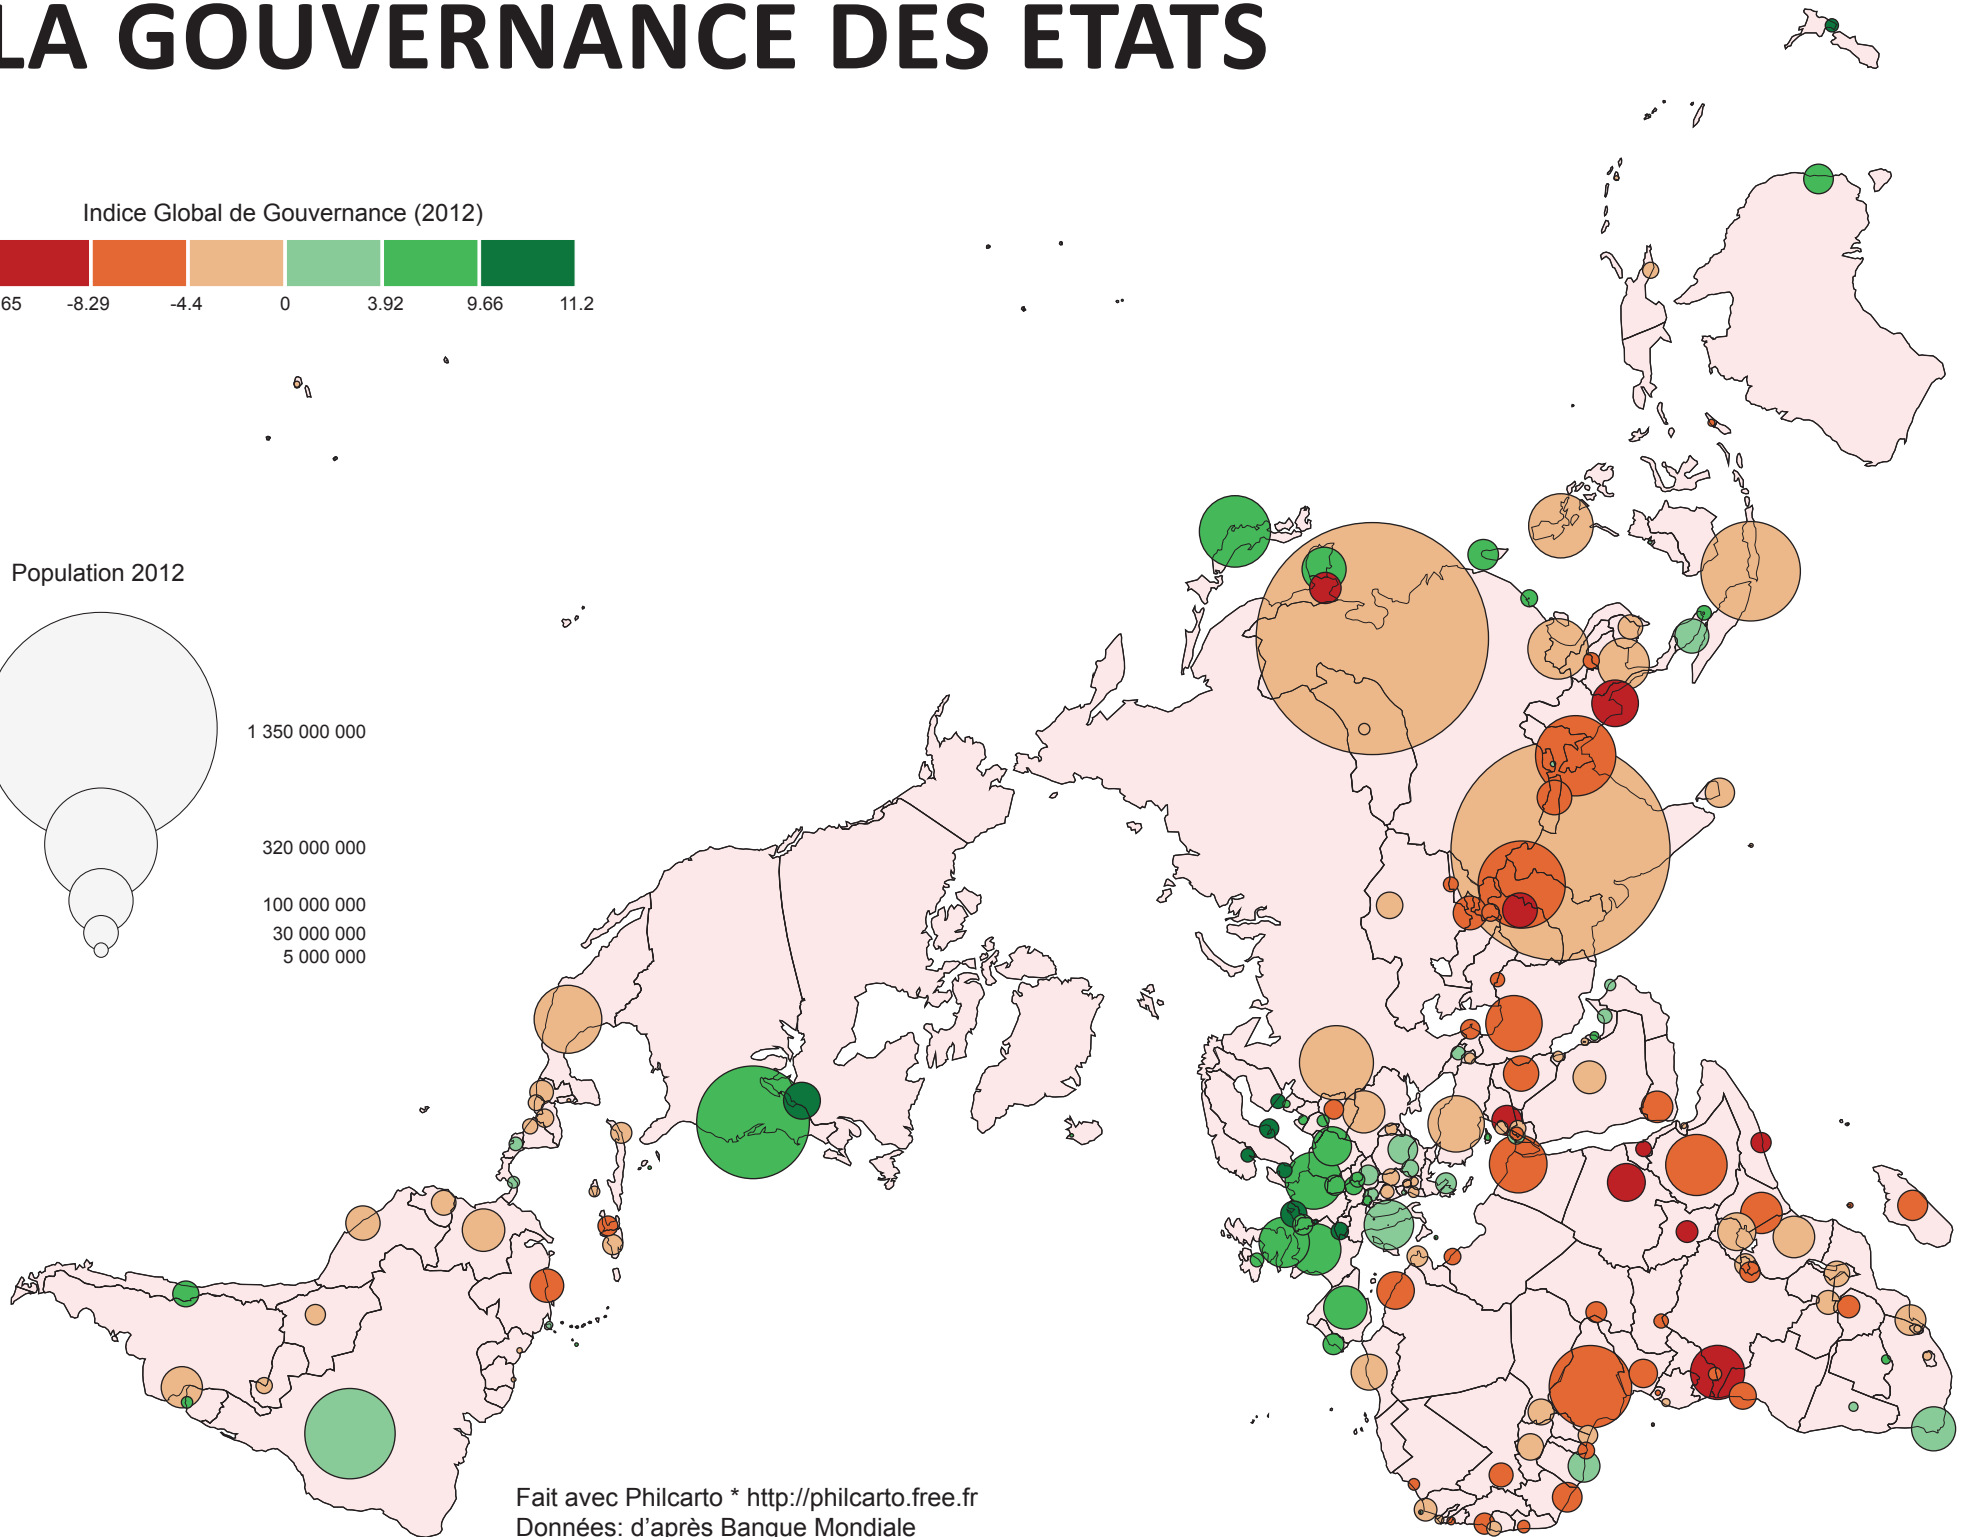 LA GOUVERNANCE DES ETATS
Indice Global de Gouvernance (2012)
65 -8.29 -4.4 0 3.92 9.66 11.2
Population 2012
1 350 000 000
320 000 000
100 000 000
30 000 000
5 000 000
Fait avec Philcarto * http://philcarto.free.fr
Données: d'après Banque Mondiale